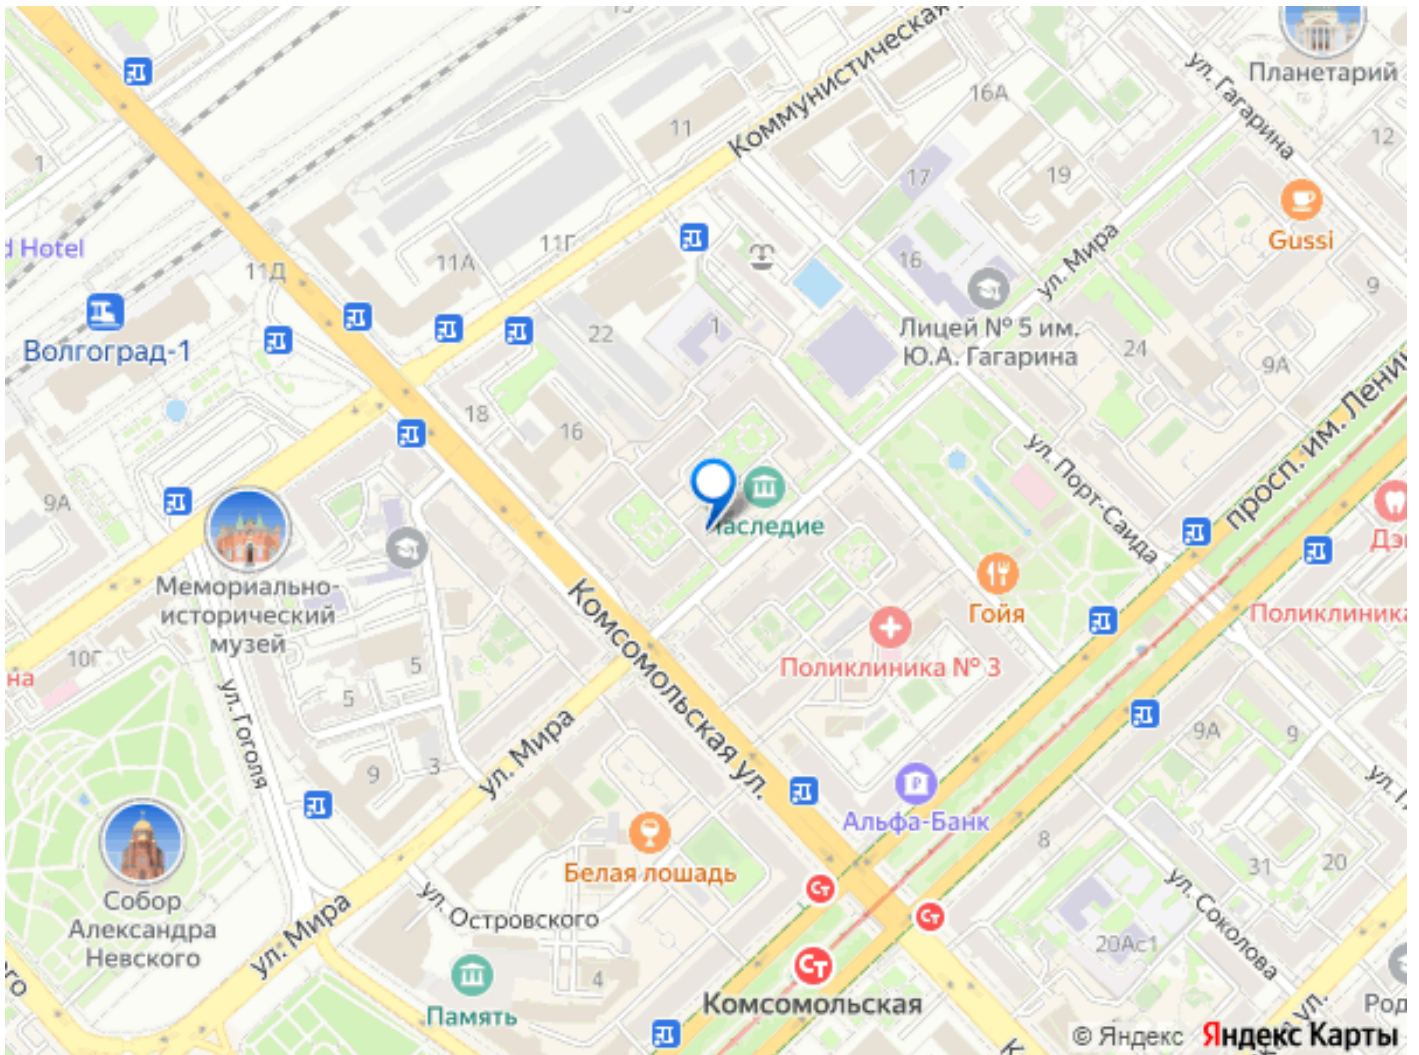 Коммунистическая
ул. Гагарина
Планетарий
16А
11
12
1
17
19
Gussi
d Hotel
11Г
11А
11Д
ул. Мира
16
9
Волгоград-1
22
1
Лицей № 5 им.
Ю.А. Гагарина
24
9А
просп. им. Ленин
18
16
ул. Порт-Саида
9А
Наследие
Мемориально-
исторический
музей
Гойя
Поликлиника
10Г
на
5
5
Поликлиника № 3
Комсомольская ул.
ул. Гоголя
ул. Мира
9
3
9А
9
Альфа-Банк
8
31
20
Белая лошадь
Собор
Александра
Невского
ул. Островского
ул. Соколова
ул. Мира
20Ас1
4
Память
Комсомольская
Род
© Яндекс Яндекс Карты